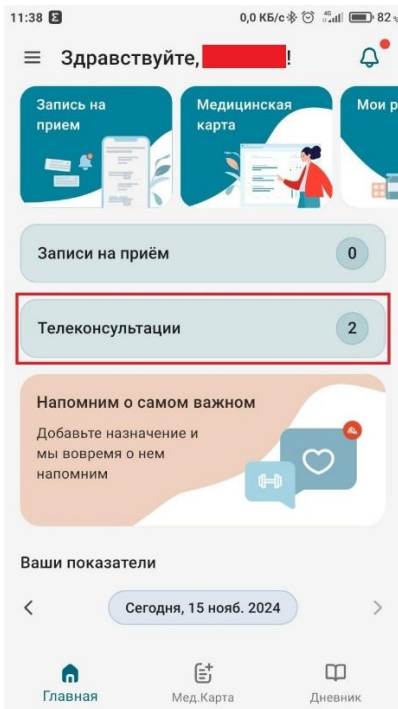 11:38 Σ 0,0 КБ/с 4G 82 %
Здравствуйте, !
Запись на
прием
Медицинская
карта
Мои р
Записи на приём 0
Телеконсультации 2
Напомним о самом важном
Добавьте назначение и
мы вовремя о нем
напомним
Ваши показатели
< Сегодня, 15 нояб. 2024 >
Главная Мед.Карта Дневник